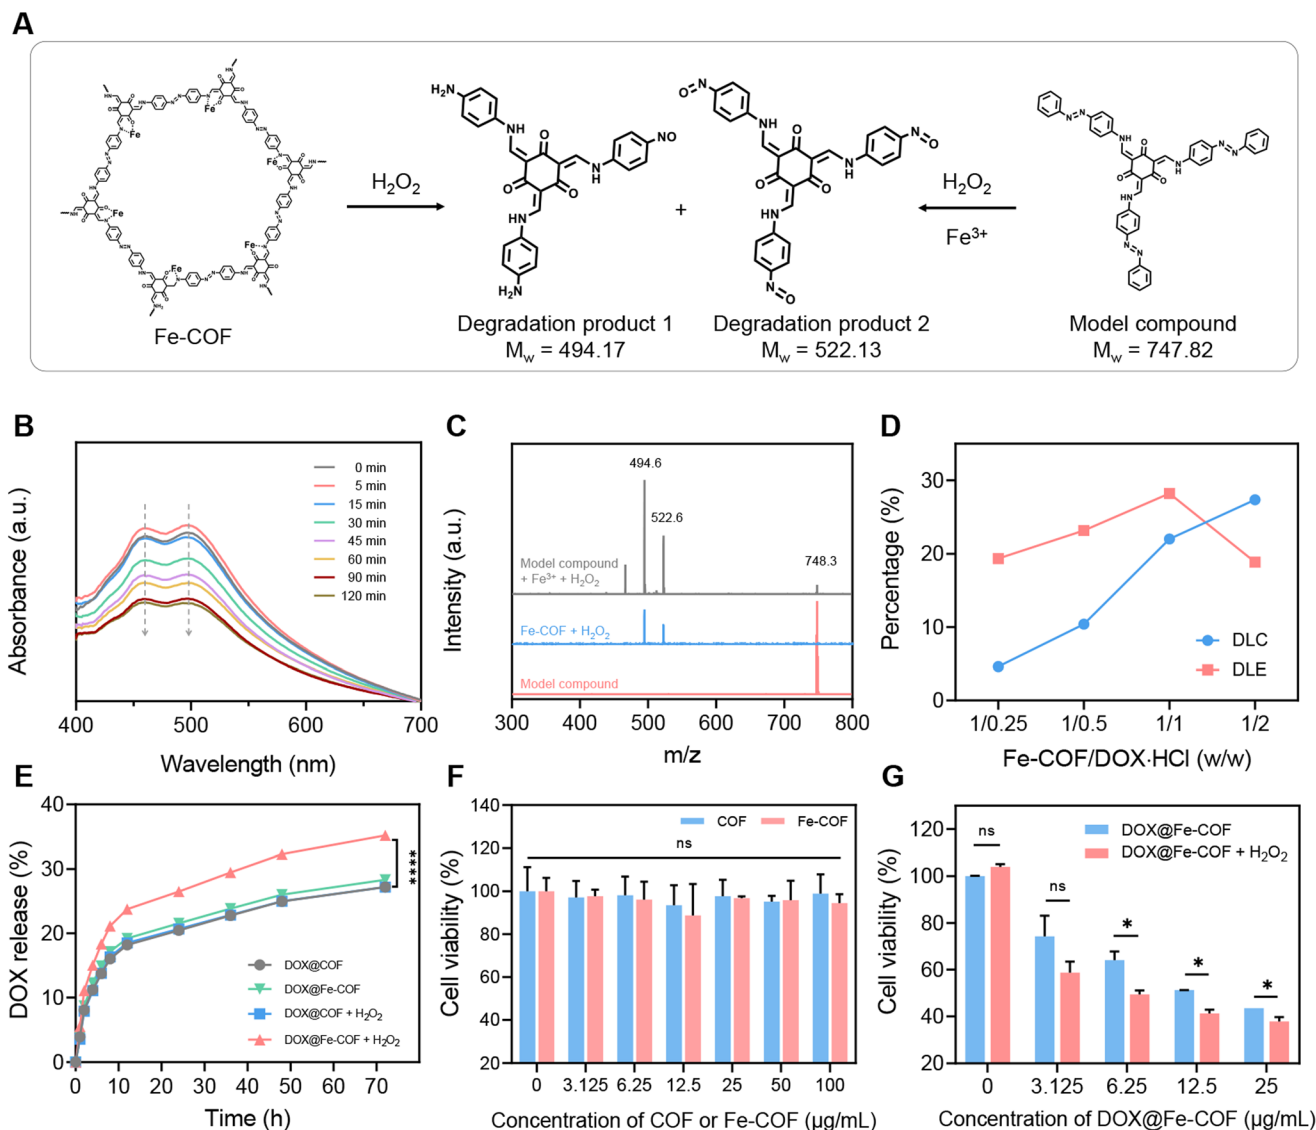 A
Fe-COF
H₂O₂
Degradation product 1
Mw = 494.17
+
Degradation product 2
Mw = 522.13
H₂O₂
Fe³⁺
Model compound
Mw = 747.82
B
Absorbance (a.u.)
0 min
5 min
15 min
30 min
45 min
60 min
90 min
120 min
400 500 600 700
Wavelength (nm)
C
Intensity (a.u.)
494.6
522.6
748.3
Model compound
+ Fe³⁺ + H₂O₂
Fe-COF + H₂O₂
Model compound
300 400 500 600 700 800
m/z
D
Percentage (%)
30
20
10
0
DLC
DLE
1/0.25 1/0.5 1/1 1/2
Fe-COF/DOX·HCl (w/w)
E
DOX release (%)
40
30
20
10
0
****
DOX@COF
DOX@Fe-COF
DOX@COF + H₂O₂
DOX@Fe-COF + H₂O₂
0 10 20 30 40 50 60 70
Time (h)
F
Cell viability (%)
140
120
100
80
60
40
20
COF Fe-COF
ns
0 3.125 6.25 12.5 25 50 100
Concentration of COF or Fe-COF (µg/mL)
G
Cell viability (%)
120
100
80
60
40
20
DOX@Fe-COF
DOX@Fe-COF + H₂O₂
ns
ns
*
*
*
0 3.125 6.25 12.5 25
Concentration of DOX@Fe-COF (µg/mL)